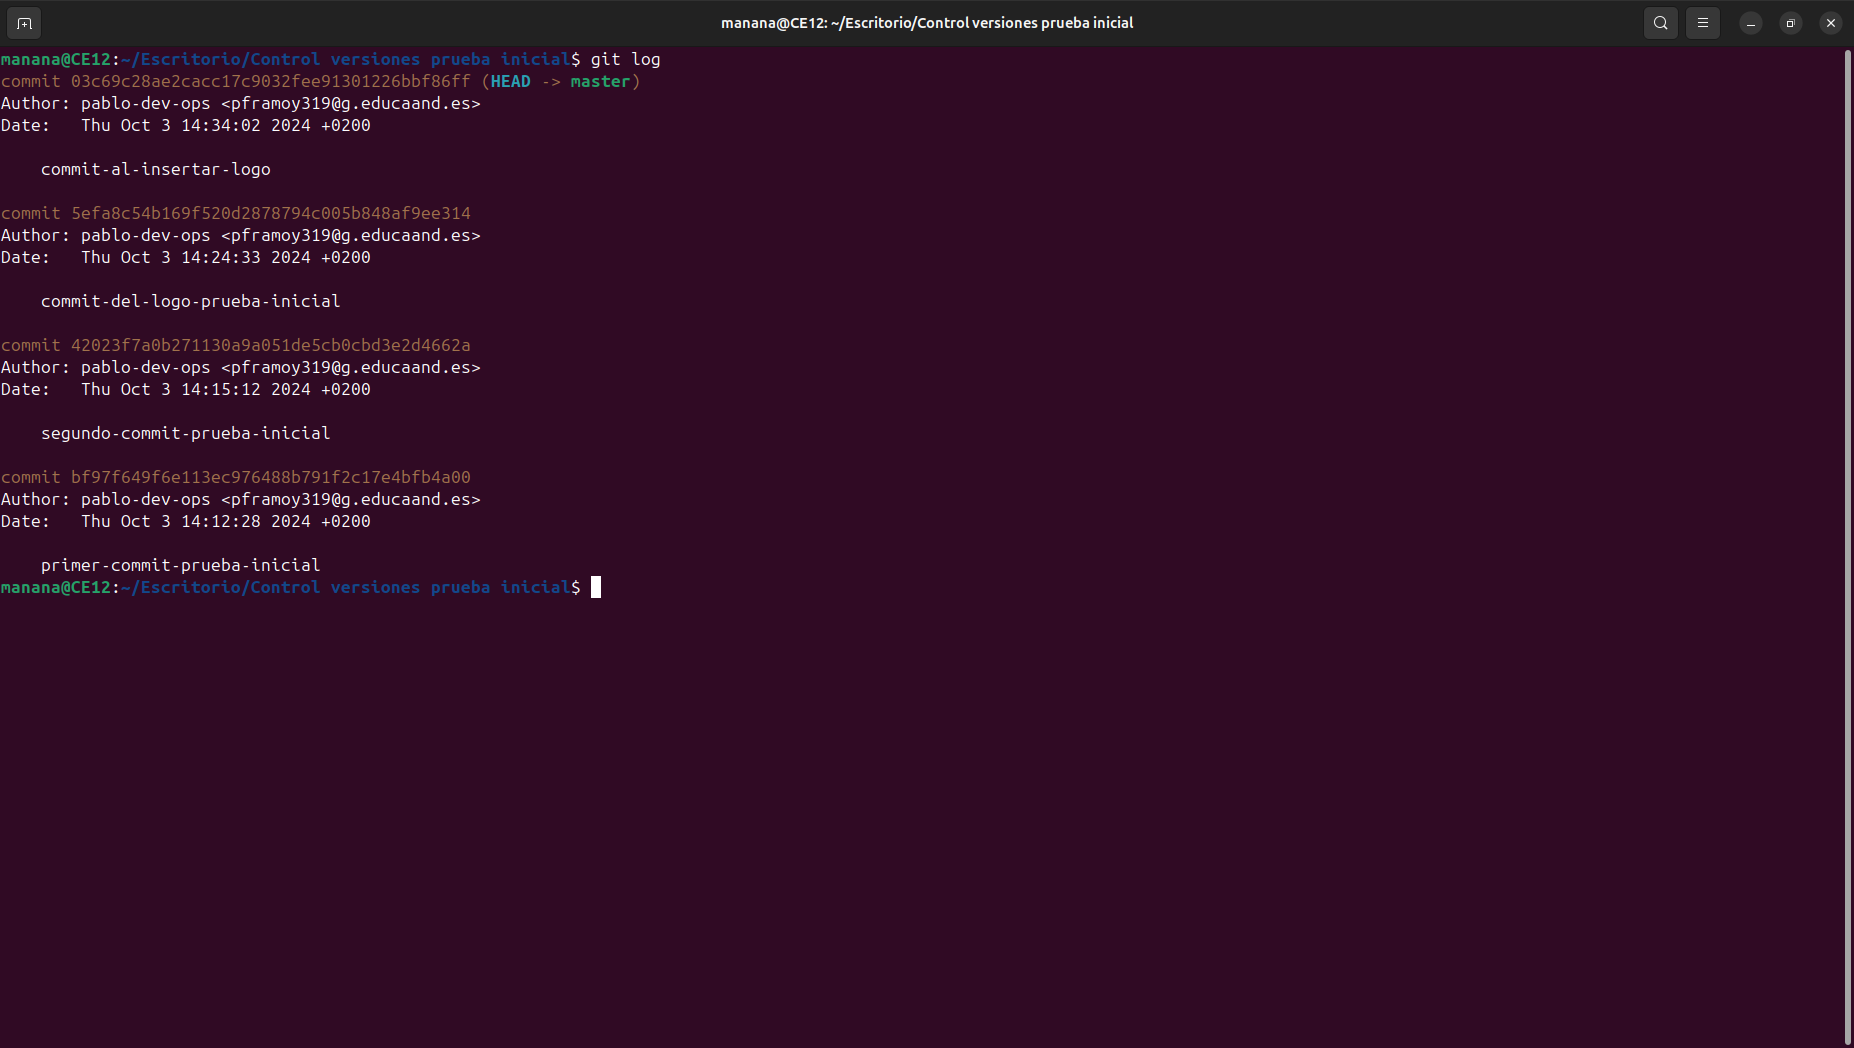 manana@CE12: ~/Escritorio/Control versiones prueba inicial
manana@CE12:~/Escritorio/Control versiones prueba inicial$ git log
commit 03c69c28ae2cacc17c9032fee91301226bbf86ff (HEAD -> master)
Author: pablo-dev-ops <pframoy319@g.educaand.es>
Date:   Thu Oct 3 14:34:02 2024 +0200
    commit-al-insertar-logo
commit 5efa8c54b169f520d2878794c005b848af9ee314
Author: pablo-dev-ops <pframoy319@g.educaand.es>
Date:   Thu Oct 3 14:24:33 2024 +0200
    commit-del-logo-prueba-inicial
commit 42023f7a0b271130a9a051de5cb0cbd3e2d4662a
Author: pablo-dev-ops <pframoy319@g.educaand.es>
Date:   Thu Oct 3 14:15:12 2024 +0200
    segundo-commit-prueba-inicial
commit bf97f649f6e113ec976488b791f2c17e4bfb4a00
Author: pablo-dev-ops <pframoy319@g.educaand.es>
Date:   Thu Oct 3 14:12:28 2024 +0200
    primer-commit-prueba-inicial
manana@CE12:~/Escritorio/Control versiones prueba inicial$